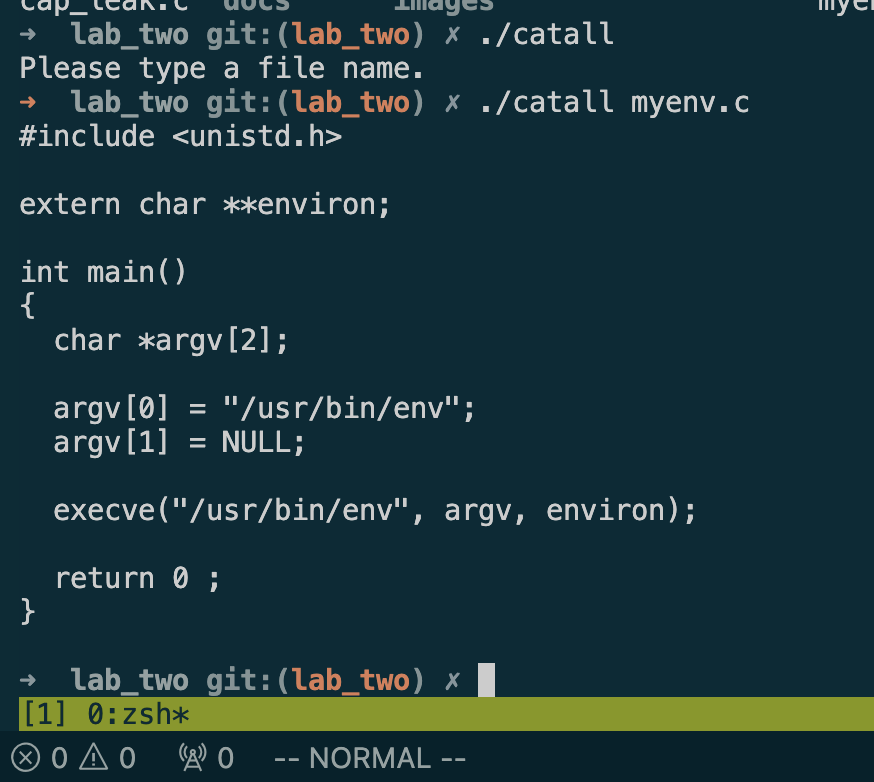 cap_leak.c  docs      images                   mye
➜  lab_two git:(lab_two) ✗ ./catall
Please type a file name.
➜  lab_two git:(lab_two) ✗ ./catall myenv.c
#include <unistd.h>

extern char **environ;

int main()
{
  char *argv[2];

  argv[0] = "/usr/bin/env";
  argv[1] = NULL;

  execve("/usr/bin/env", argv, environ);

  return 0 ;
}

➜  lab_two git:(lab_two) ✗
[1] 0:zsh*
0 0 0 -- NORMAL --